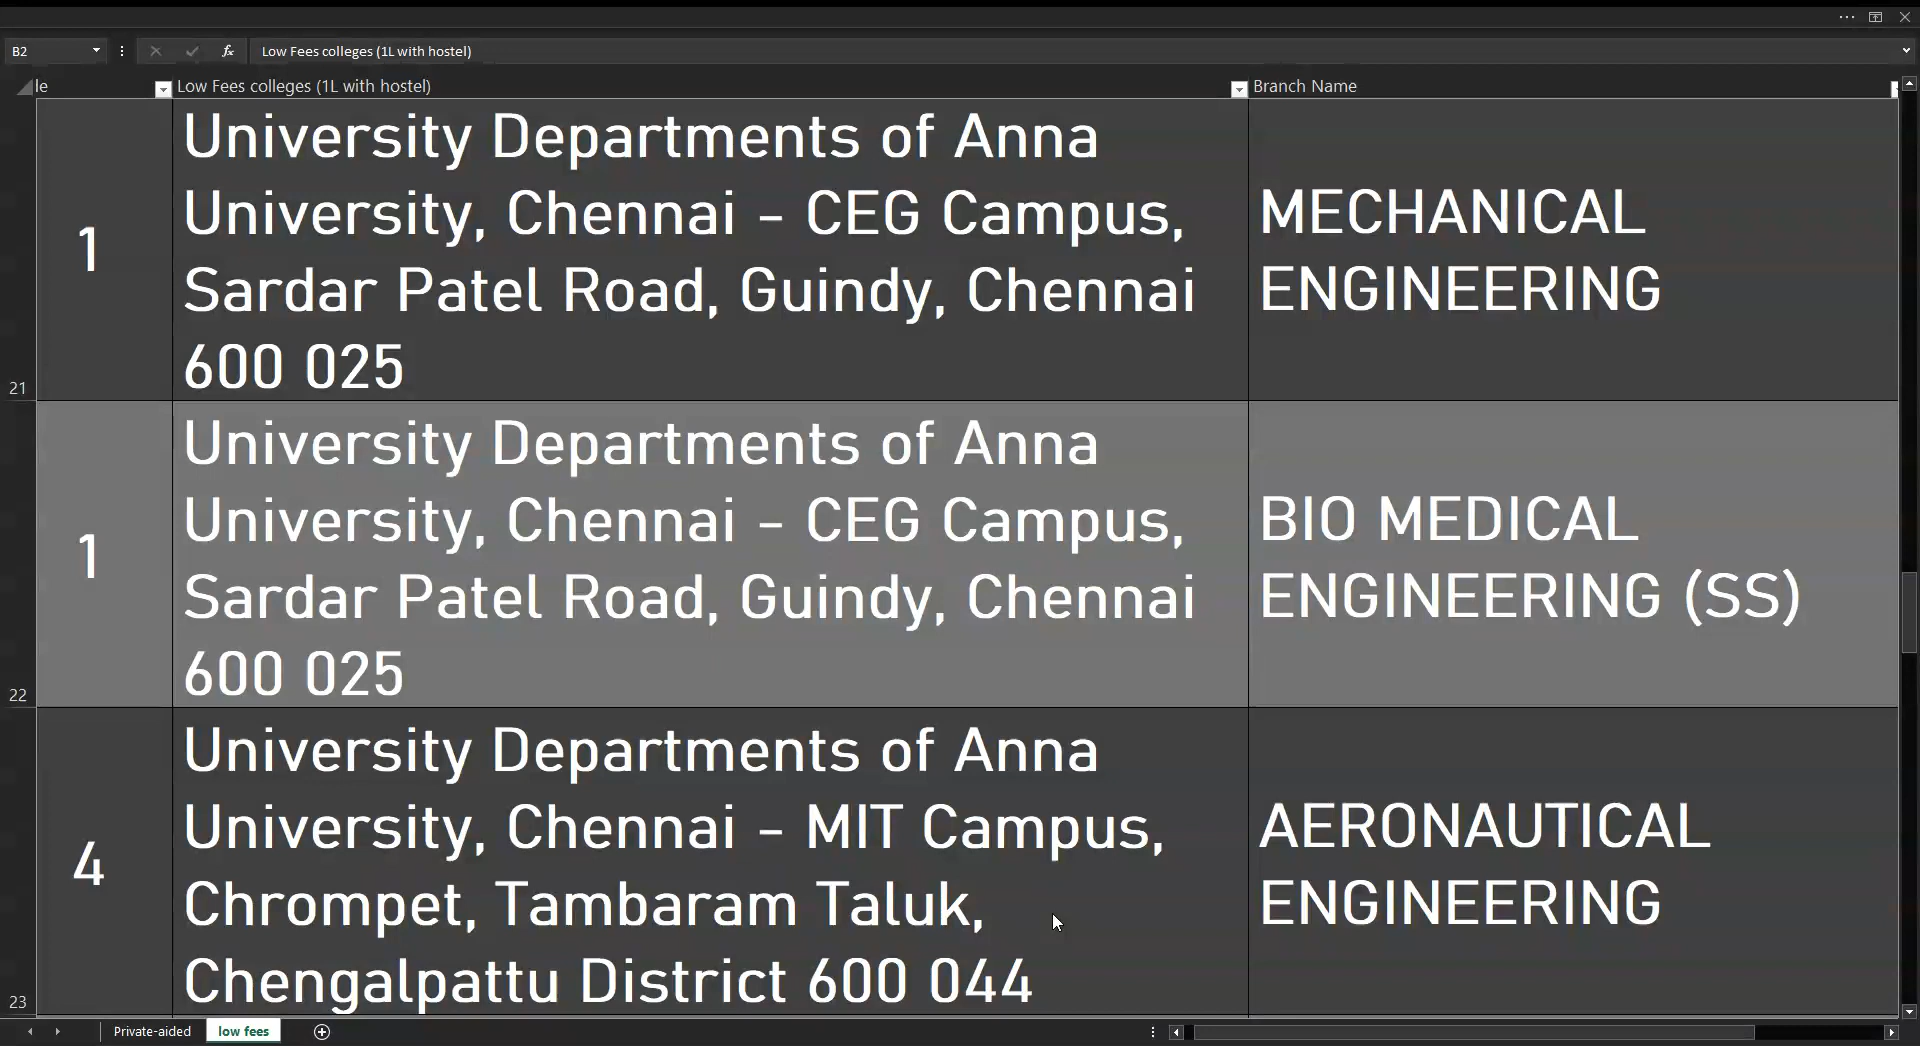 B2
fx
Low Fees colleges (1L with hostel)
le
Low Fees colleges (1L with hostel)
Branch Name
1
University Departments of Anna
University, Chennai – CEG Campus,
Sardar Patel Road, Guindy, Chennai
600 025
MECHANICAL
ENGINEERING
21
1
University Departments of Anna
University, Chennai – CEG Campus,
Sardar Patel Road, Guindy, Chennai
600 025
BIO MEDICAL
ENGINEERING (SS)
22
4
University Departments of Anna
University, Chennai – MIT Campus,
Chrompet, Tambaram Taluk,
Chengalpattu District 600 044
AERONAUTICAL
ENGINEERING
23
Private-aided
low fees